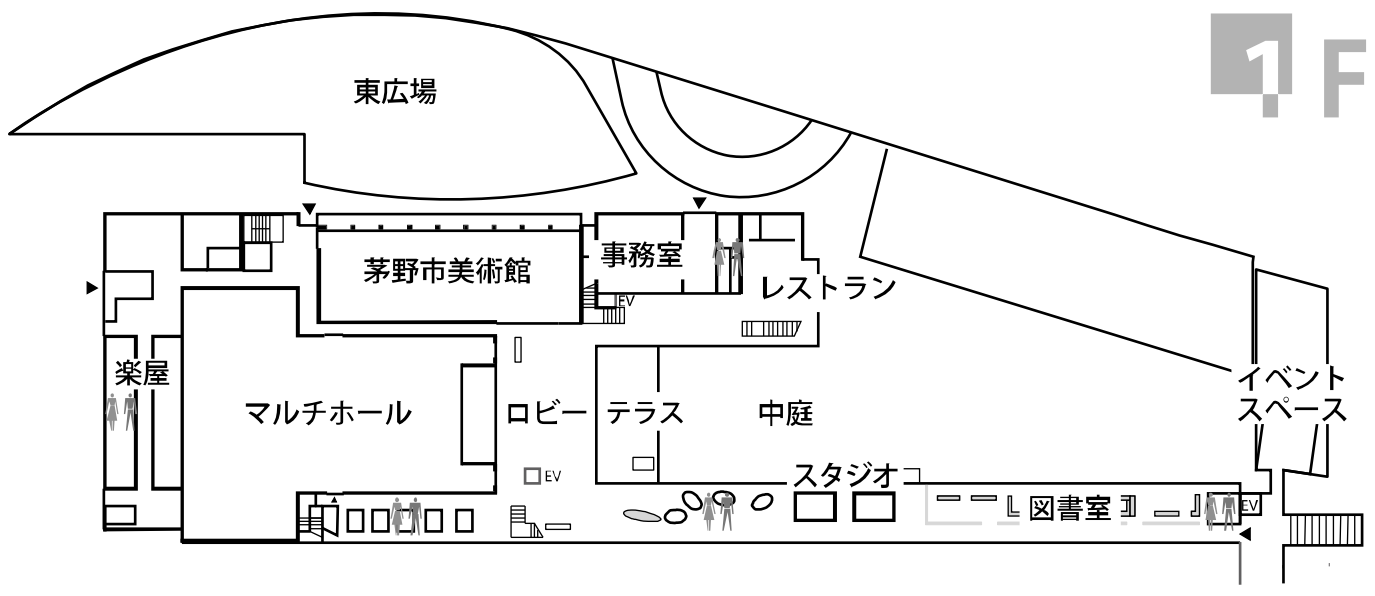 1F
東広場
茅野市美術館
事務室
EV
レストラン
楽屋
マルチホール
ロビー
テラス
中庭
イベント
スペース
EV
スタジオ
図書室
EV